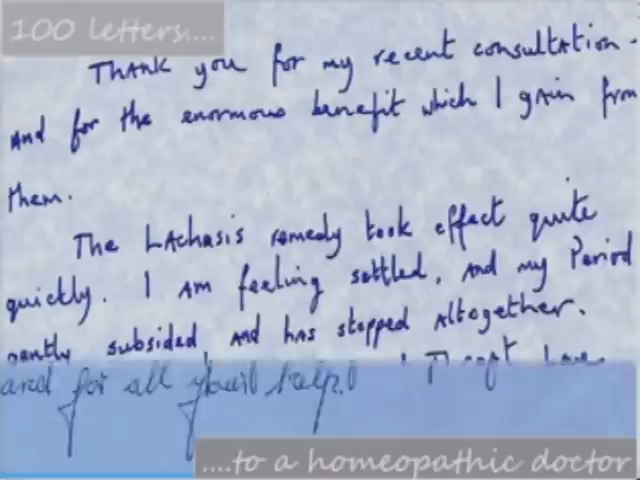 100 letters....
Thank you for my recent consultation -
and for the enormous benefit which I gain from
them.
The Lachasis remedy took effect quite
quickly. I am feeling settled, and my Period
gently subsided, and has stopped altogether.
and for all your help!
....to a homeopathic doctor